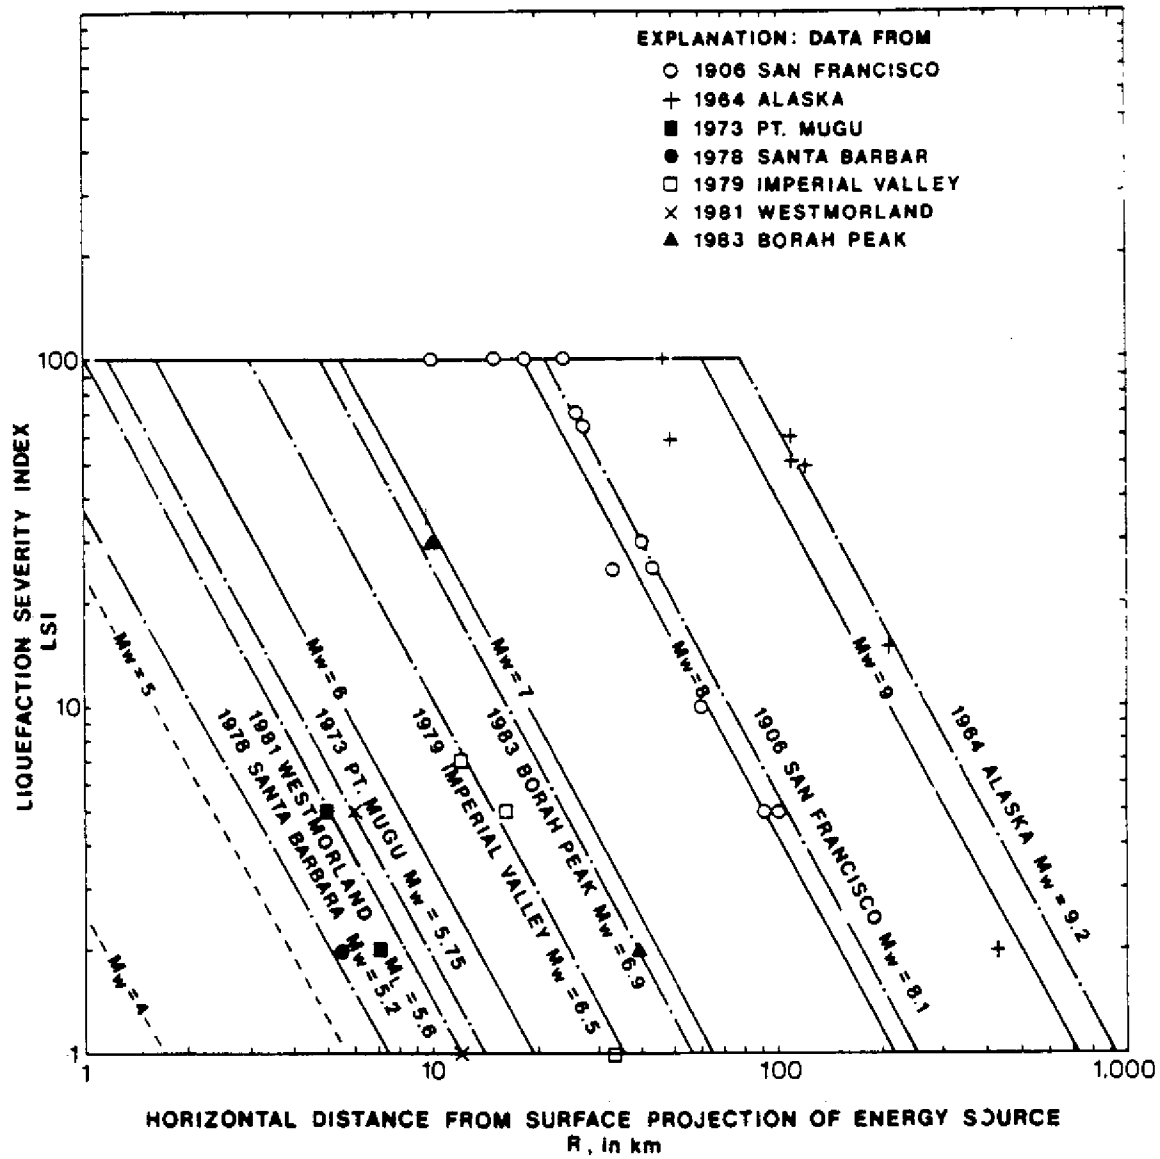 EXPLANATION: DATA FROM
1906 SAN FRANCISCO
1964 ALASKA
1973 PT. MUGU
1978 SANTA BARBAR
1979 IMPERIAL VALLEY
1981 WESTMORLAND
1983 BORAH PEAK
LIQUEFACTION SEVERITY INDEX
LSI
100
10
1
Mw=4
Mw=5
1978 SANTA BARBARA Mw=5.2
1981 WESTMORLAND ML=5.6
1973 PT. MUGU Mw=5.75
Mw=6
1979 IMPERIAL VALLEY Mw=6.5
1983 BORAH PEAK Mw=6.9
Mw=7
Mw=8
1906 SAN FRANCISCO Mw=8.1
Mw=9
1964 ALASKA Mw=9.2
1 10 100 1,000
HORIZONTAL DISTANCE FROM SURFACE PROJECTION OF ENERGY SOURCE
R, in km